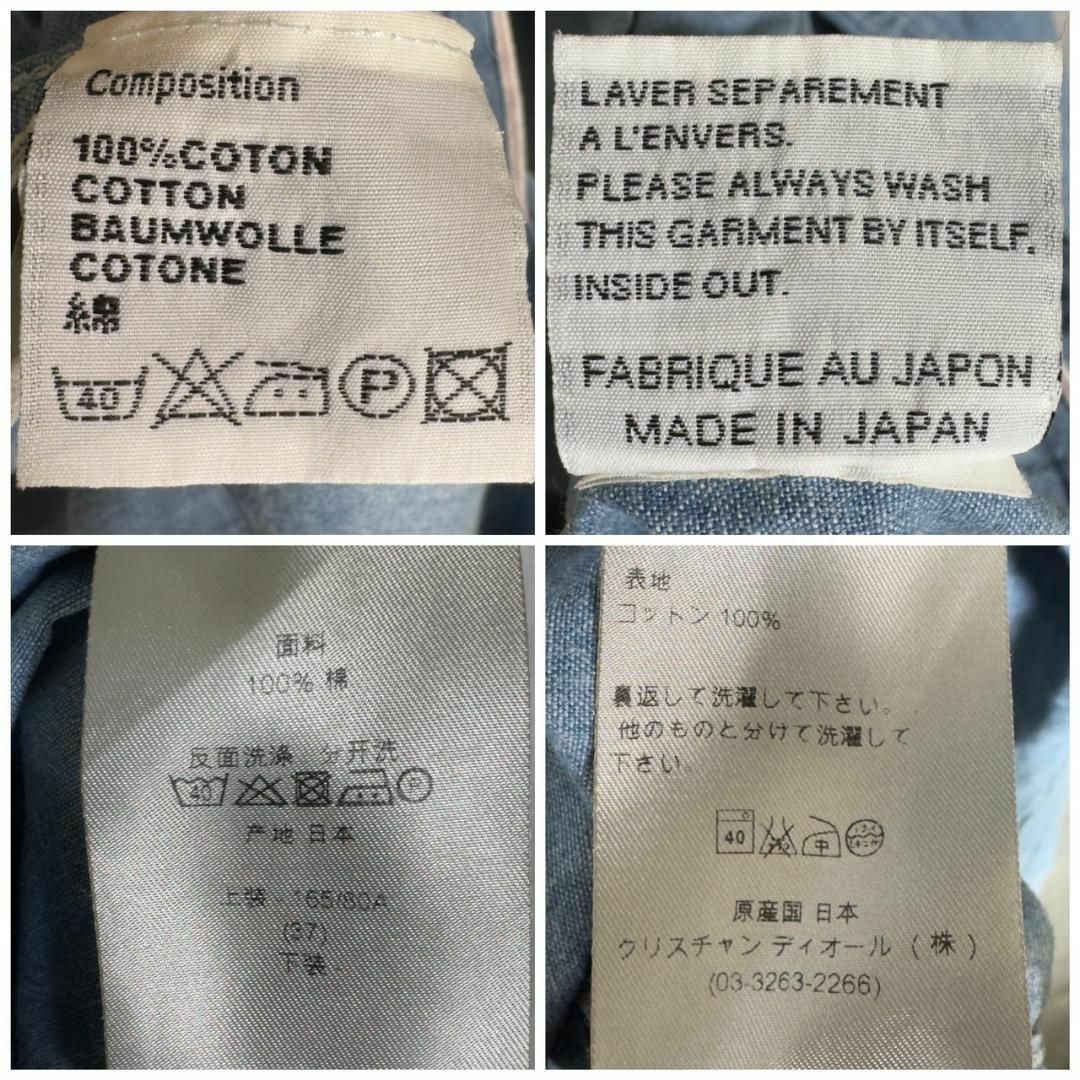 Composition
100%COTON
COTTON
BAUMWOLLE
COTONE
綿
40
P
LAVER SEPAREMENT
A L'ENVERS.
PLEASE ALWAYS WASH
THIS GARMENT BY ITSELF,
INSIDE OUT.
FABRIQUE AU JAPON
MADE IN JAPAN
面料
100% 棉
反面洗涤 分开洗
40 P
产地 日本
上装 - 165/80A
(37)
下装 -
表地
コットン 100%
裏返して洗濯して下さい。
他のものと分けて洗濯して
下さい。
40 中 ドライ
原産国 日本
クリスチャン ディオール (株)
(03-3263-2266)